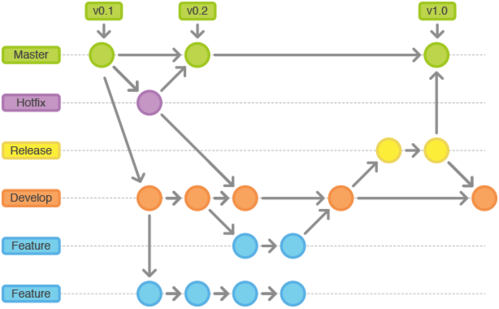 v0.1
v0.2
v1.0
Master
Hotfix
Release
Develop
Feature
Feature